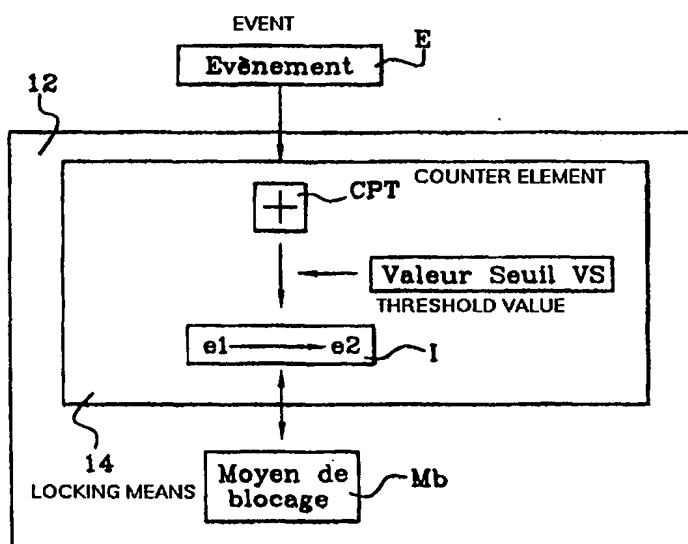 EVENT
Evènement
E
12
COUNTER ELEMENT
CPT
+
Valeur Seuil VS
THRESHOLD VALUE
e1 e2
I
14
LOCKING MEANS
Moyen de
blocage
Mb